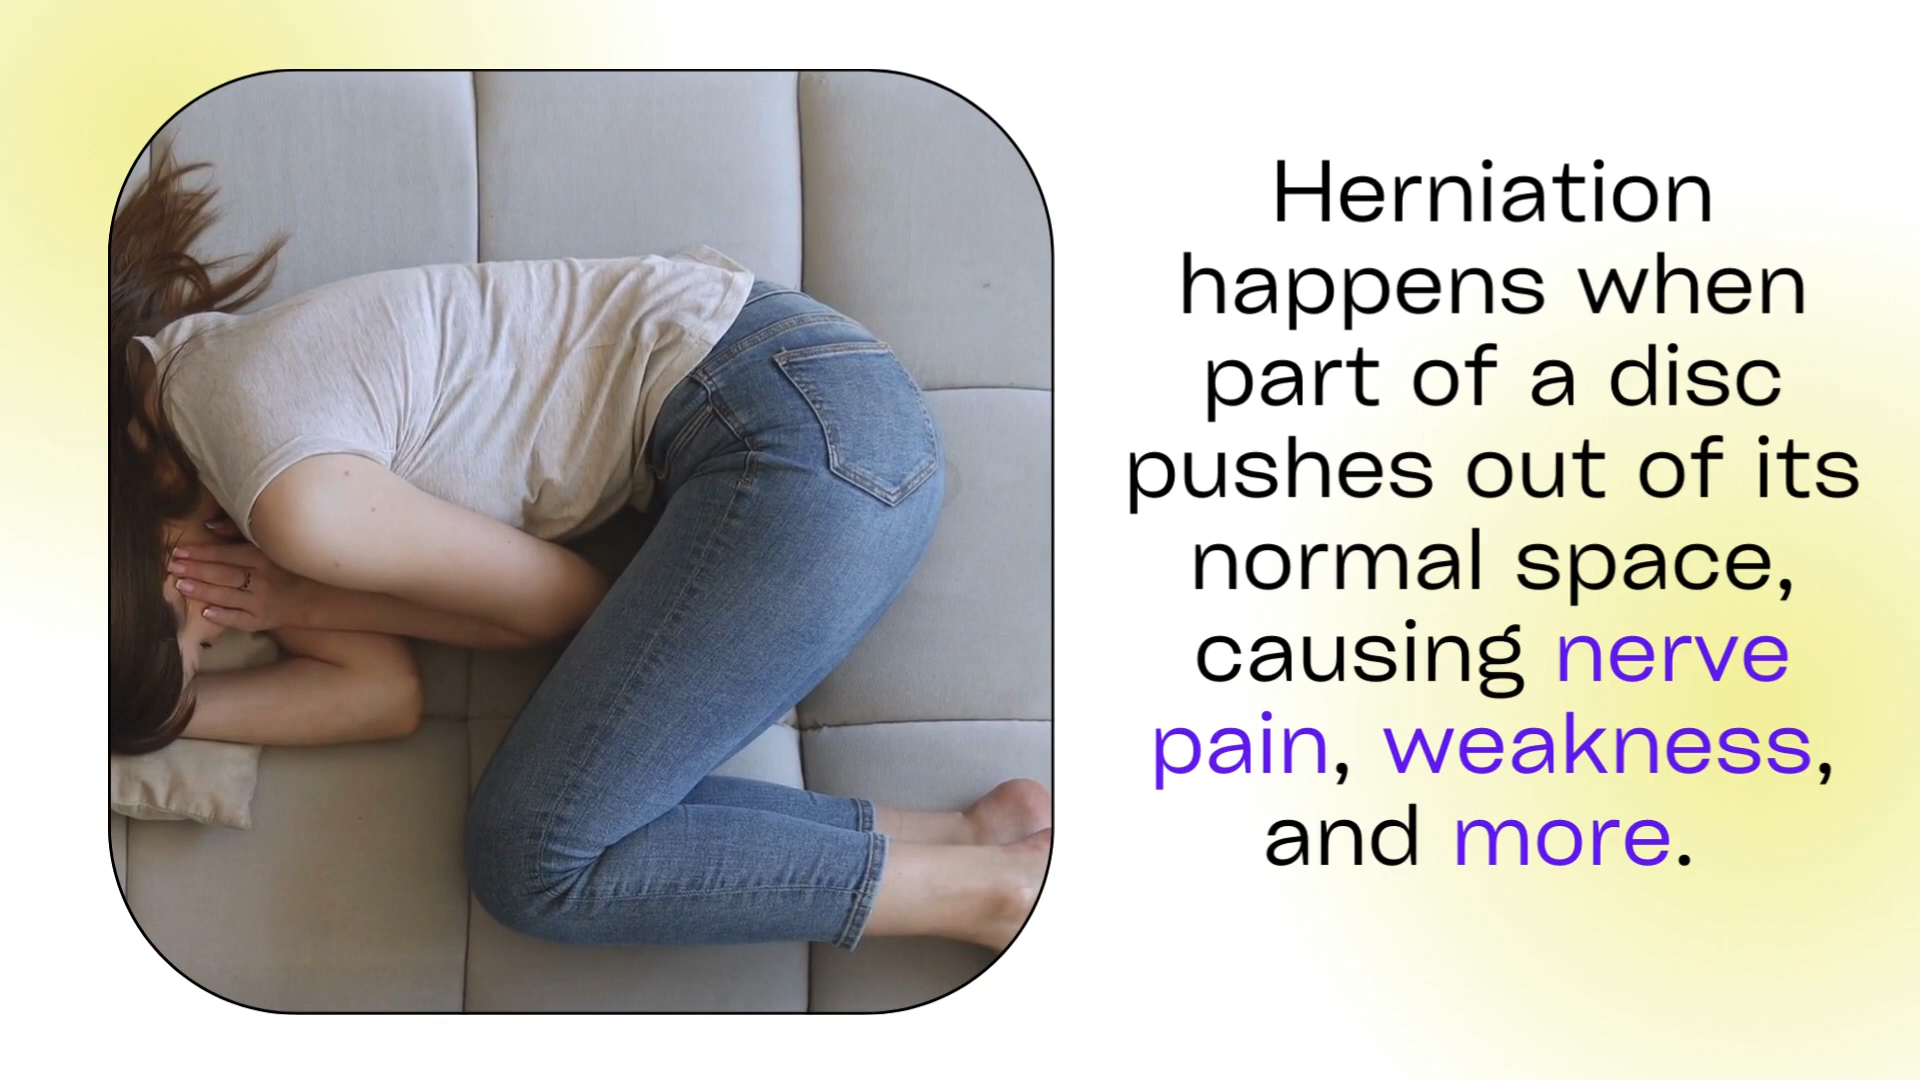 Herniation
happens when
part of a disc
pushes out of its
normal space,
causing nerve
pain, weakness,
and more.